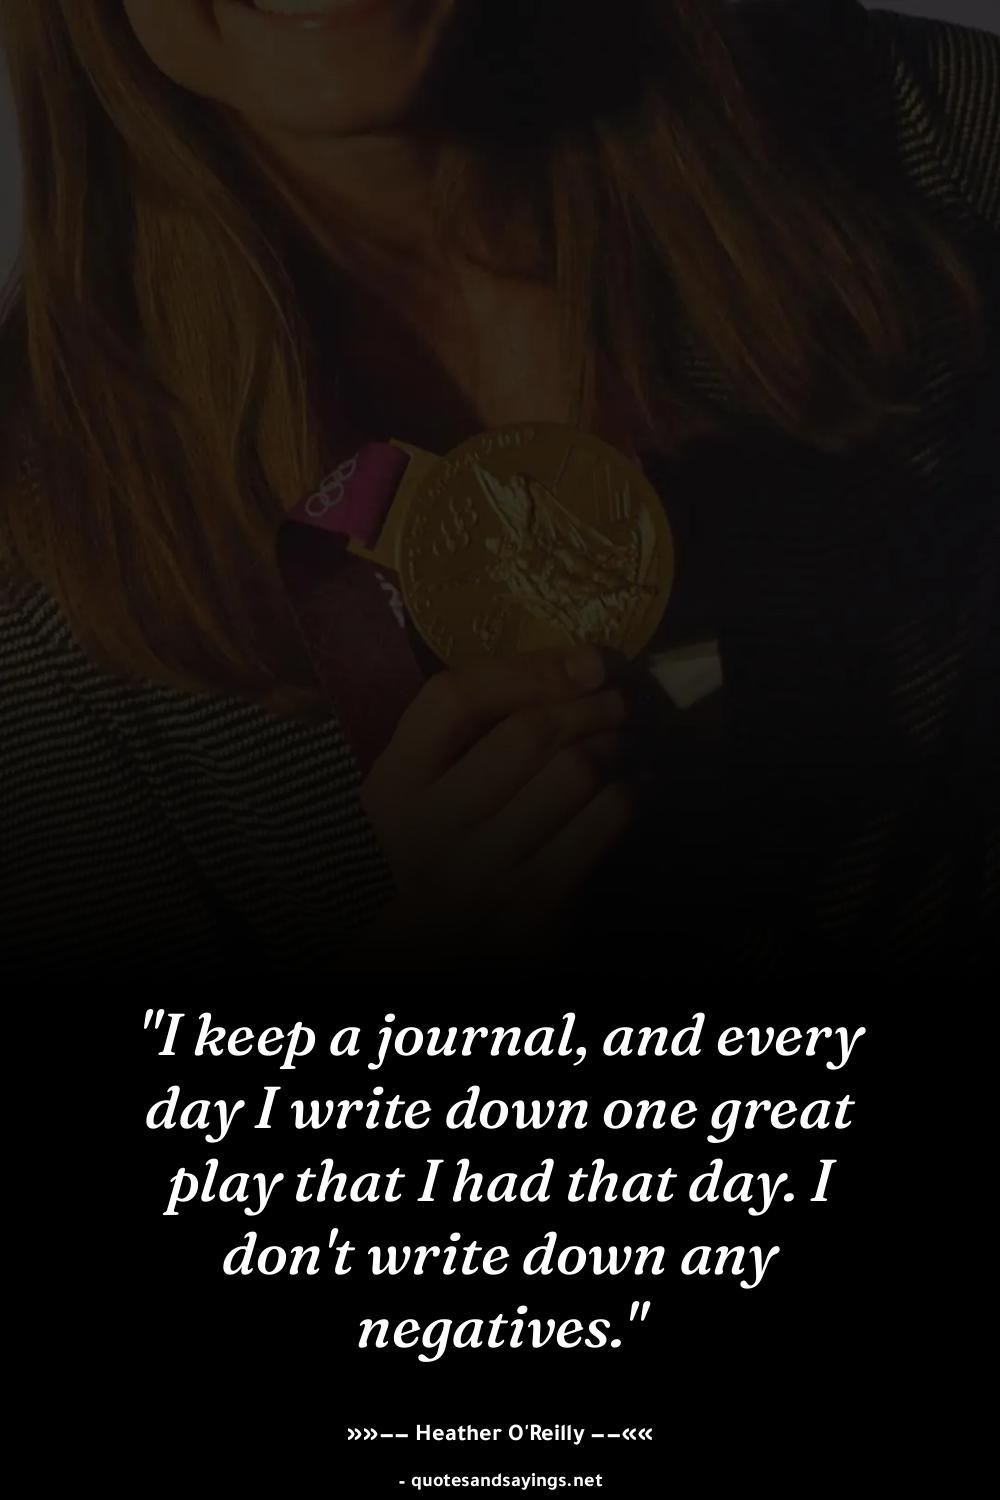 "I keep a journal, and every
day I write down one great
play that I had that day. I
don't write down any
negatives."
»»-- Heather O'Reilly --««
- quotesandsayings.net